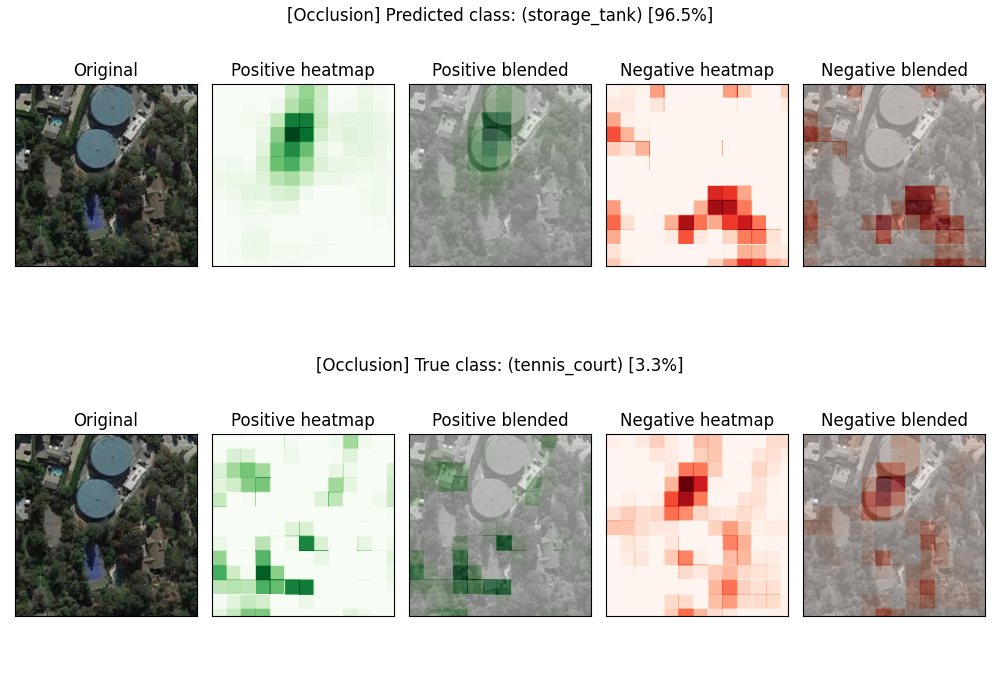 [Occlusion] Predicted class: (storage_tank) [96.5%]
Original Positive heatmap Positive blended Negative heatmap Negative blended
[Occlusion] True class: (tennis_court) [3.3%]
Original Positive heatmap Positive blended Negative heatmap Negative blended